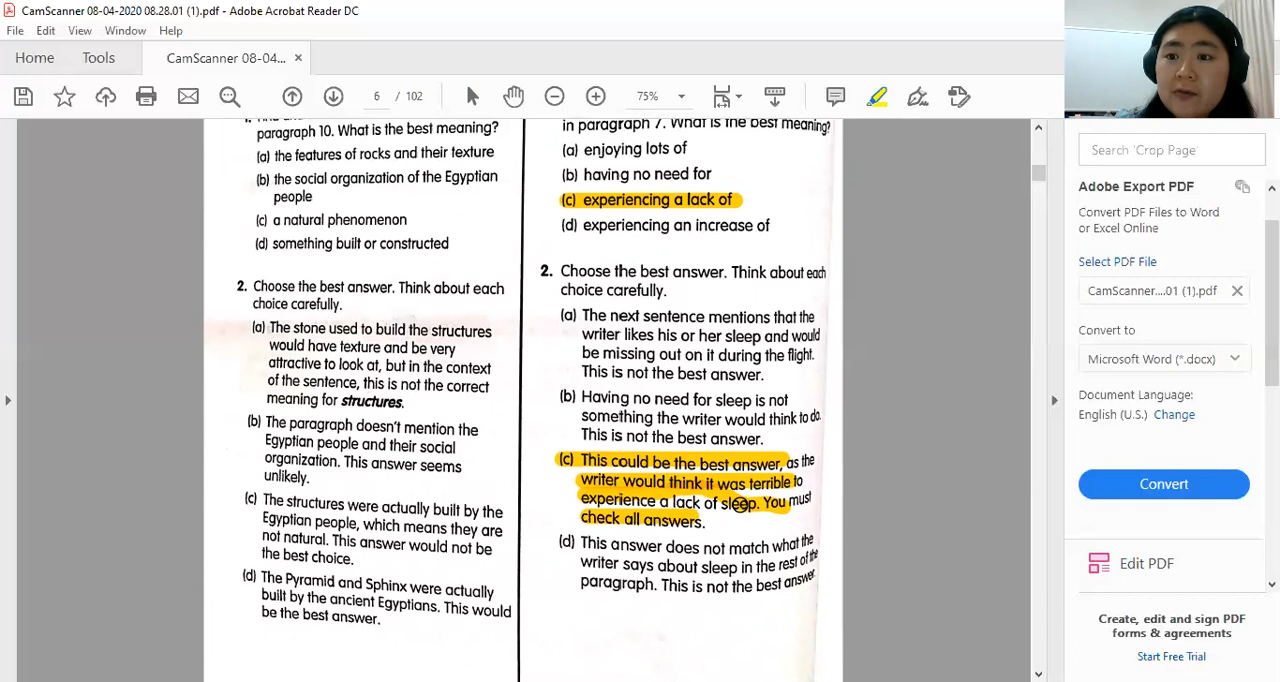 CamScanner 08-04-2020 08.28.01 (1).pdf - Adobe Acrobat Reader DC
File Edit View Window Help
Home Tools CamScanner 08-04... ×
6 / 102 75%
paragraph 10. What is the best meaning?
(a) the features of rocks and their texture
(b) the social organization of the Egyptian
people
(c) a natural phenomenon
(d) something built or constructed
2. Choose the best answer. Think about each
choice carefully.
(a) The stone used to build the structures
would have texture and be very
attractive to look at, but in the context
of the sentence, this is not the correct
meaning for structures.
(b) The paragraph doesn't mention the
Egyptian people and their social
organization. This answer seems
unlikely.
(c) The structures were actually built by the
Egyptian people, which means they are
not natural. This answer would not be
the best choice.
(d) The Pyramid and Sphinx were actually
built by the ancient Egyptians. This would
be the best answer.
in paragraph 7. What is the best meaning?
(a) enjoying lots of
(b) having no need for
(c) experiencing a lack of
(d) experiencing an increase of
2. Choose the best answer. Think about each
choice carefully.
(a) The next sentence mentions that the
writer likes his or her sleep and would
be missing out on it during the flight.
This is not the best answer.
(b) Having no need for sleep is not
something the writer would think to do.
This is not the best answer.
(c) This could be the best answer, as the
writer would think it was terrible to
experience a lack of sleep. You must
check all answers.
(d) This answer does not match what the
writer says about sleep in the rest of the
paragraph. This is not the best answer.
Search 'Crop Page'
Adobe Export PDF
Convert PDF Files to Word
or Excel Online
Select PDF File
CamScanner....01 (1).pdf ×
Convert to
Microsoft Word (*.docx)
Document Language:
English (U.S.) Change
Convert
Edit PDF
Create, edit and sign PDF
forms & agreements
Start Free Trial